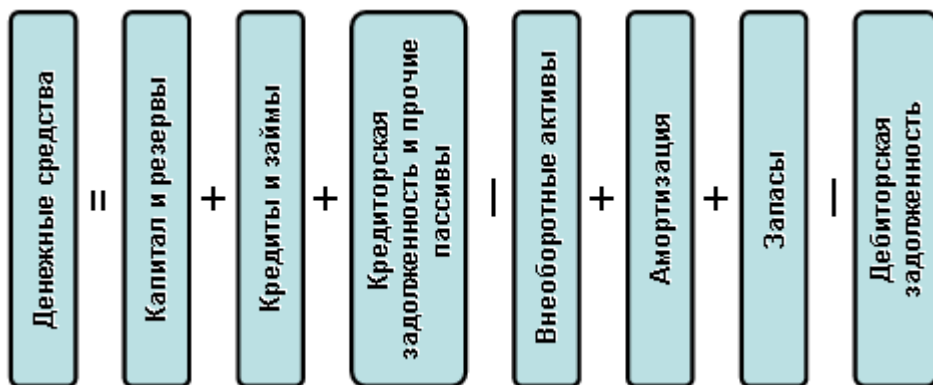 Денежные средства
=
Капитал и резервы
+
Кредиты и займы
+
Кредиторская
задолженность и прочие
пассивы
–
Внеоборотные активы
+
Амортизация
+
Запасы
–
Дебиторская
задолженность